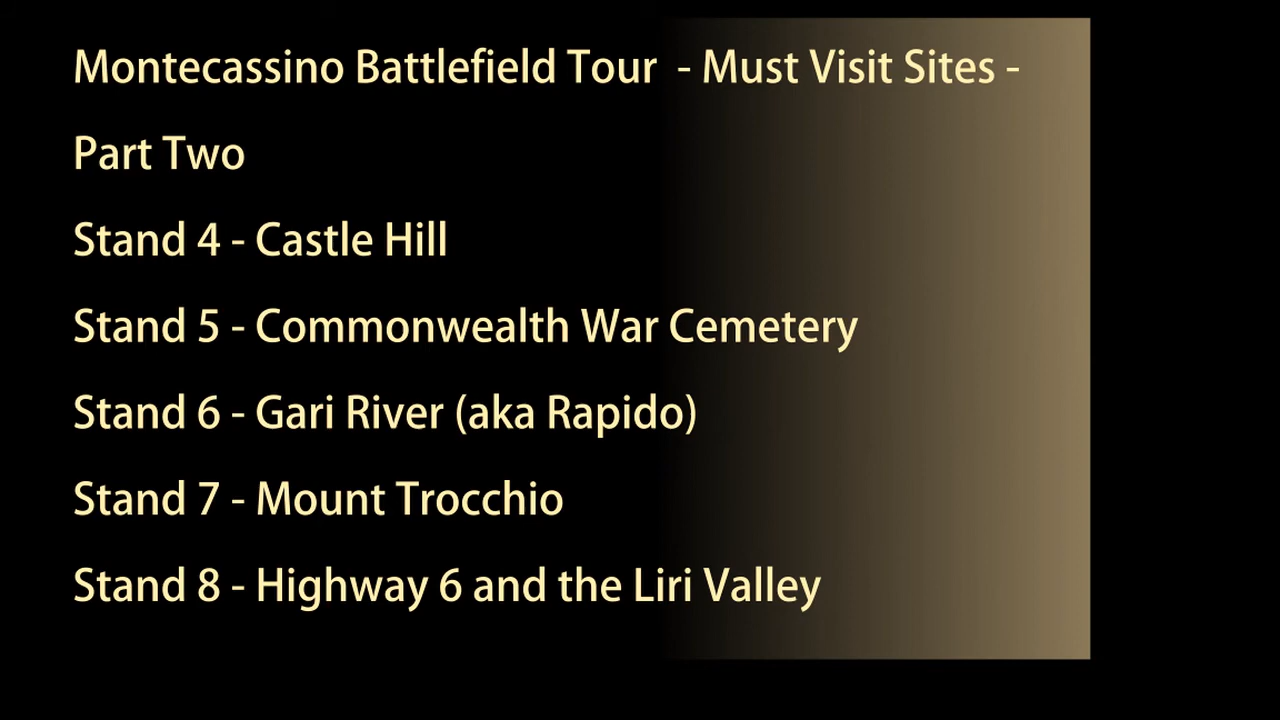 Montecassino Battlefield Tour - Must Visit Sites -
Part Two
Stand 4 - Castle Hill
Stand 5 - Commonwealth War Cemetery
Stand 6 - Gari River (aka Rapido)
Stand 7 - Mount Trocchio
Stand 8 - Highway 6 and the Liri Valley